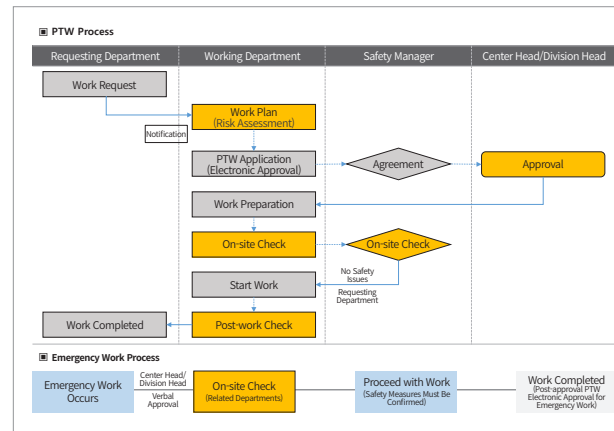 PTW Process
Requesting Department
Working Department
Safety Manager
Center Head/Division Head
Work Request
Notification
Work Plan
(Risk Assessment)
PTW Application
(Electronic Approval)
Agreement
Approval
Work Preparation
On-site Check
On-site Check
No Safety
Issues
Requesting
Department
Start Work
Work Completed
Post-work Check
Emergency Work Process
Emergency Work
Occurs
Center Head/
Division Head
Verbal
Approval
On-site Check
(Related Departments)
Proceed with Work
(Safety Measures Must Be
Confirmed)
Work Completed
(Post-approval PTW
Electronic Approval for
Emergency Work)